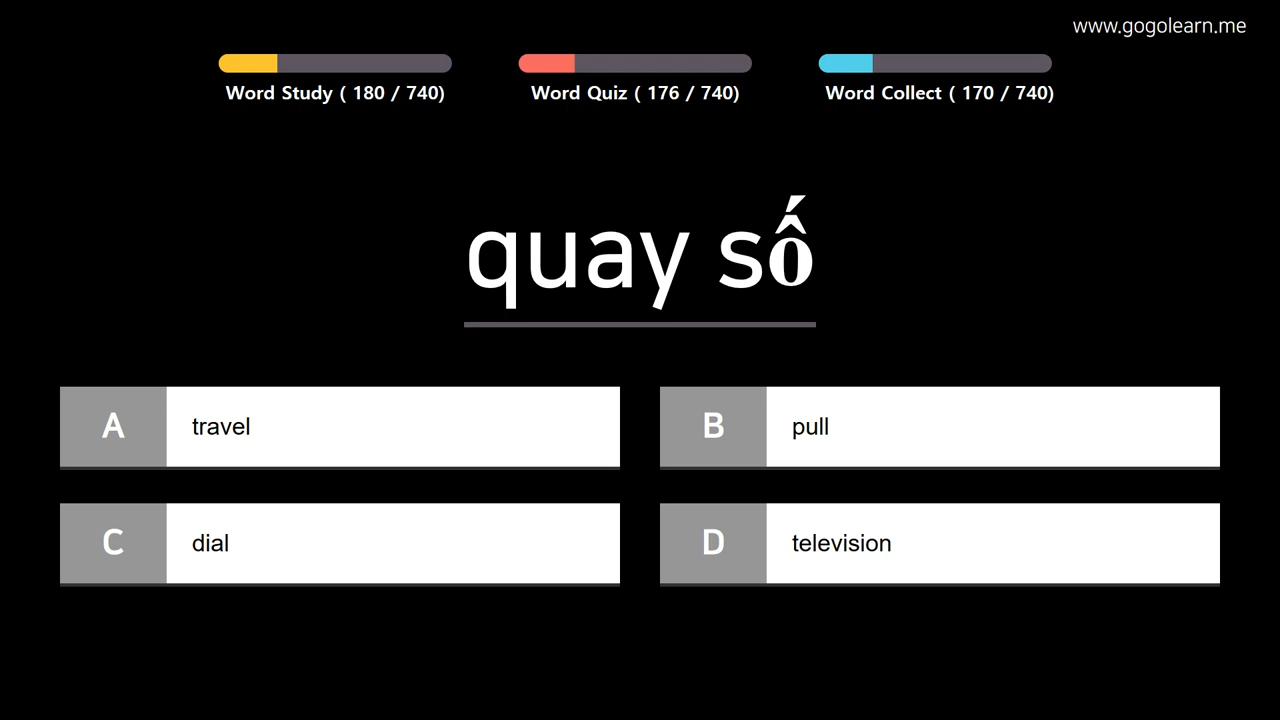 www.gogolearn.me
Word Study ( 180 / 740)
Word Quiz ( 176 / 740)
Word Collect ( 170 / 740)
quay số
A travel
B pull
C dial
D television